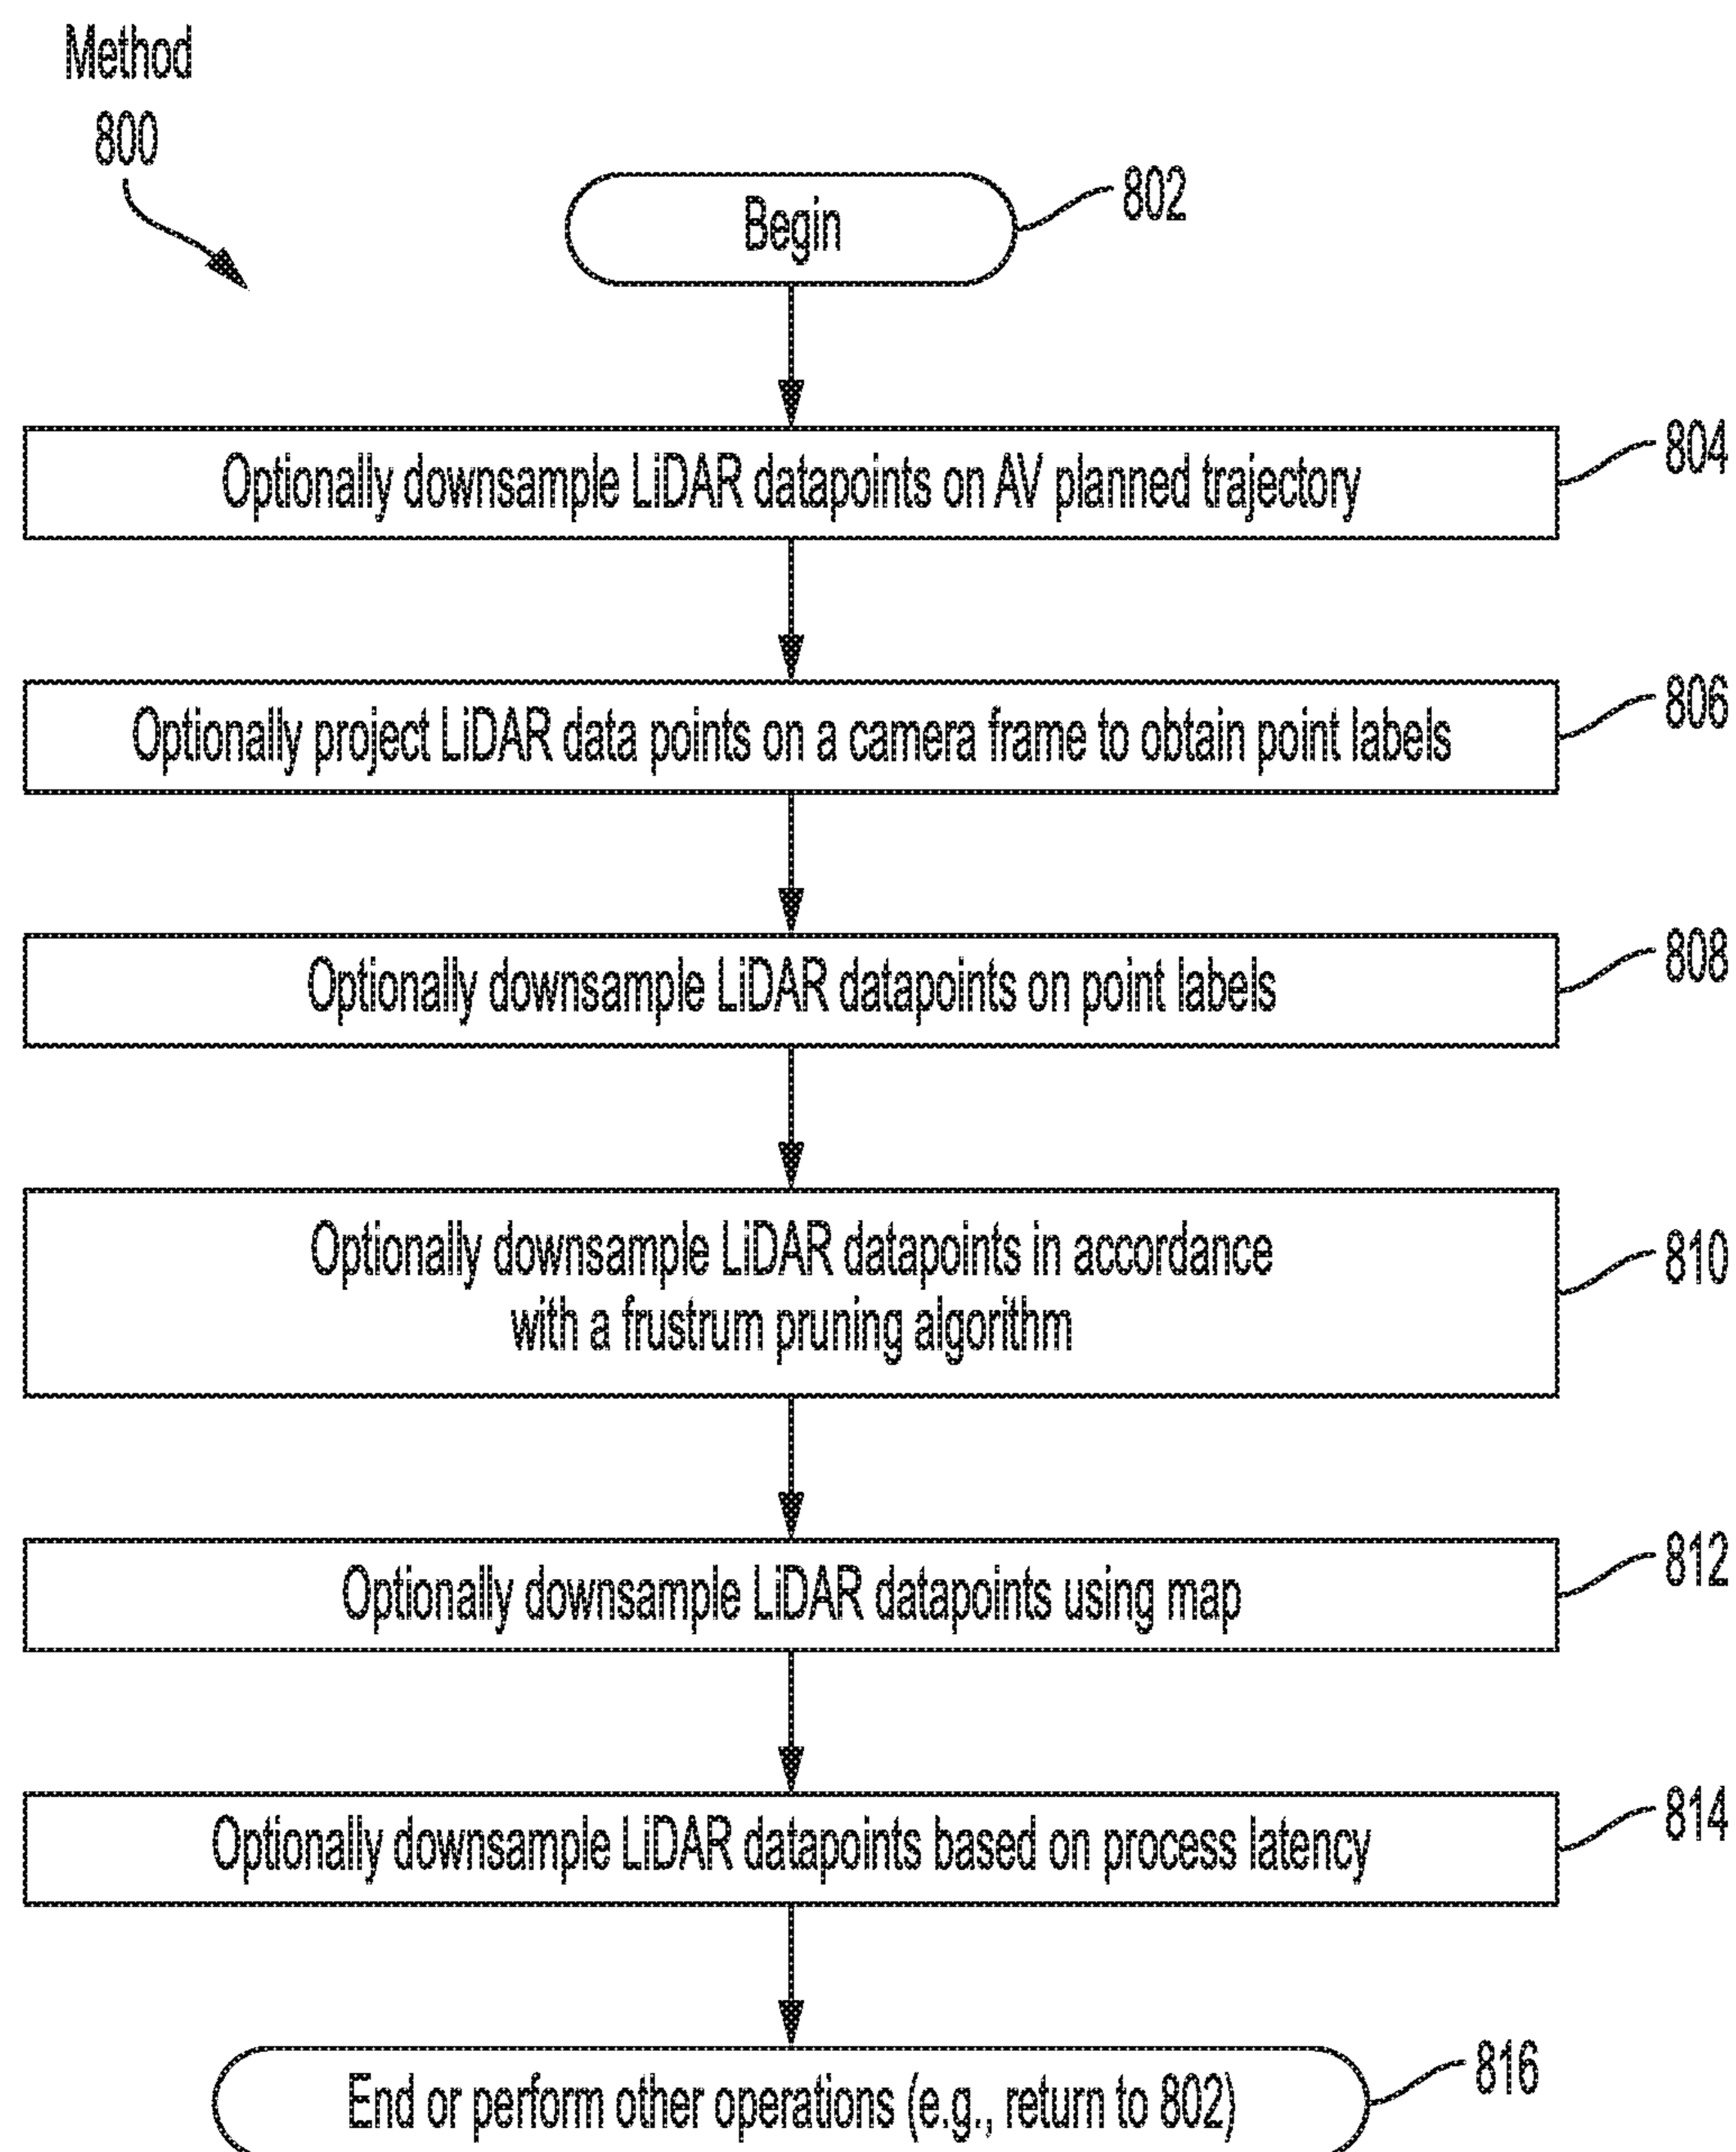 Method
800
Begin
802
Optionally downsample LiDAR datapoints on AV planned trajectory
804
Optionally project LiDAR data points on a camera frame to obtain point labels
806
Optionally downsample LiDAR datapoints on point labels
808
Optionally downsample LiDAR datapoints in accordance
with a frustrum pruning algorithm
810
Optionally downsample LiDAR datapoints using map
812
Optionally downsample LiDAR datapoints based on process latency
814
End or perform other operations (e.g., return to 802)
816